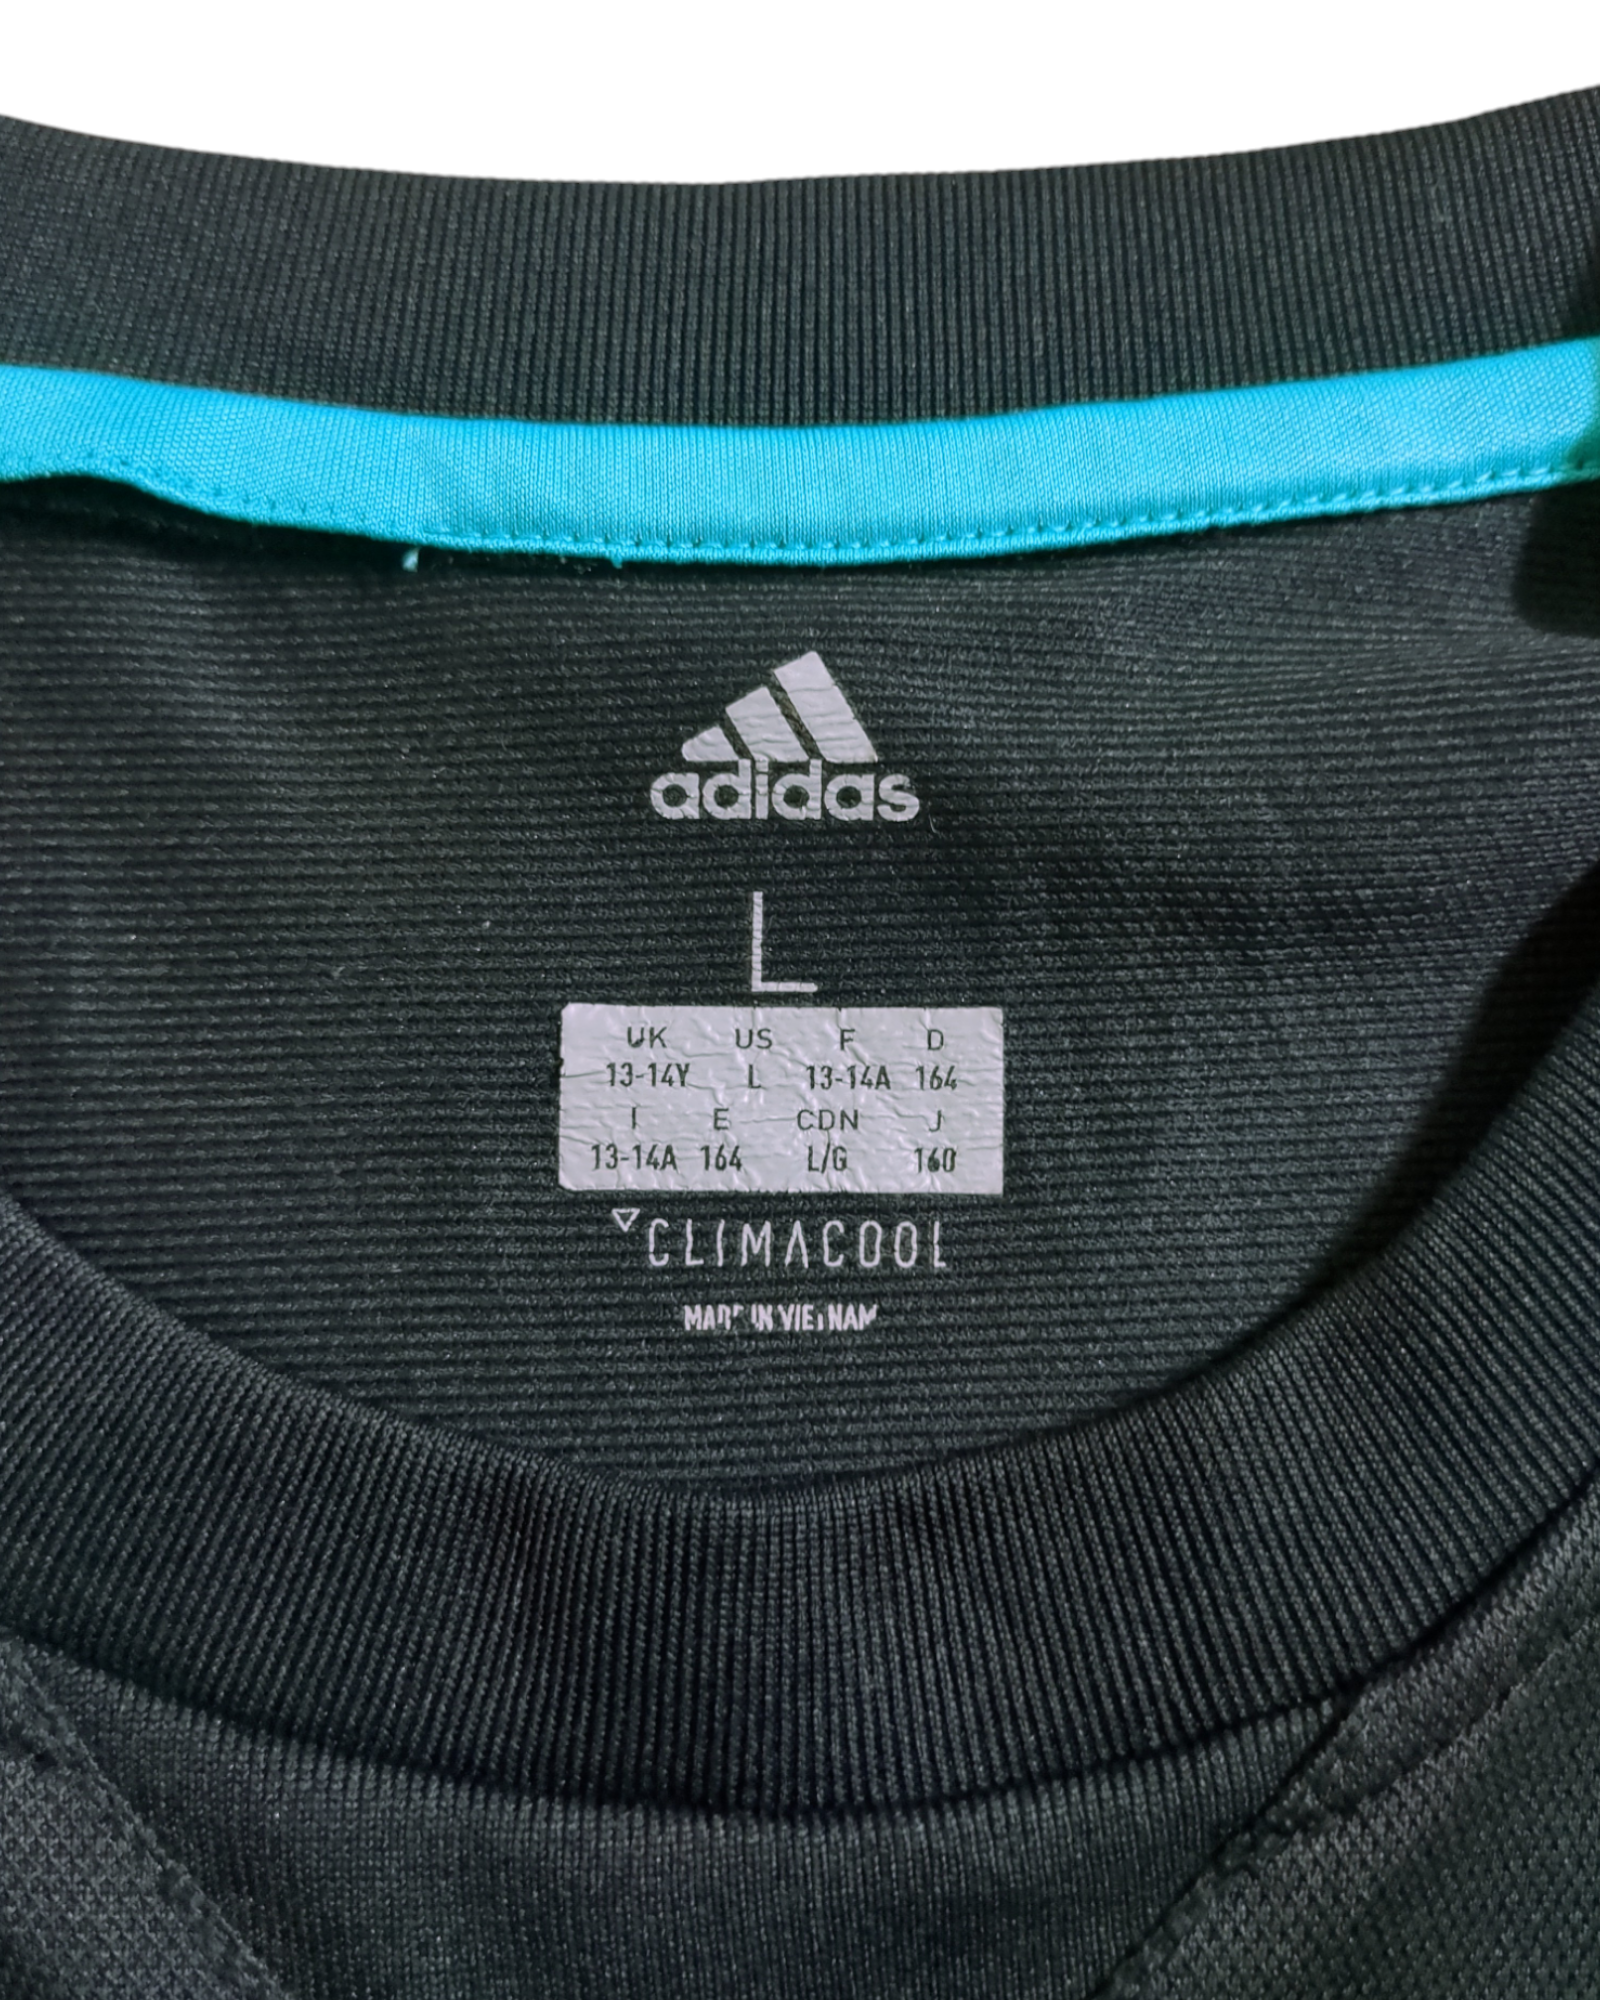 adidas
L
UK US F D
13-14Y L 13-14A 164
I E CDN J
13-14A 164 L/G 160
CLIMACOOL
MADE IN VIETNAM